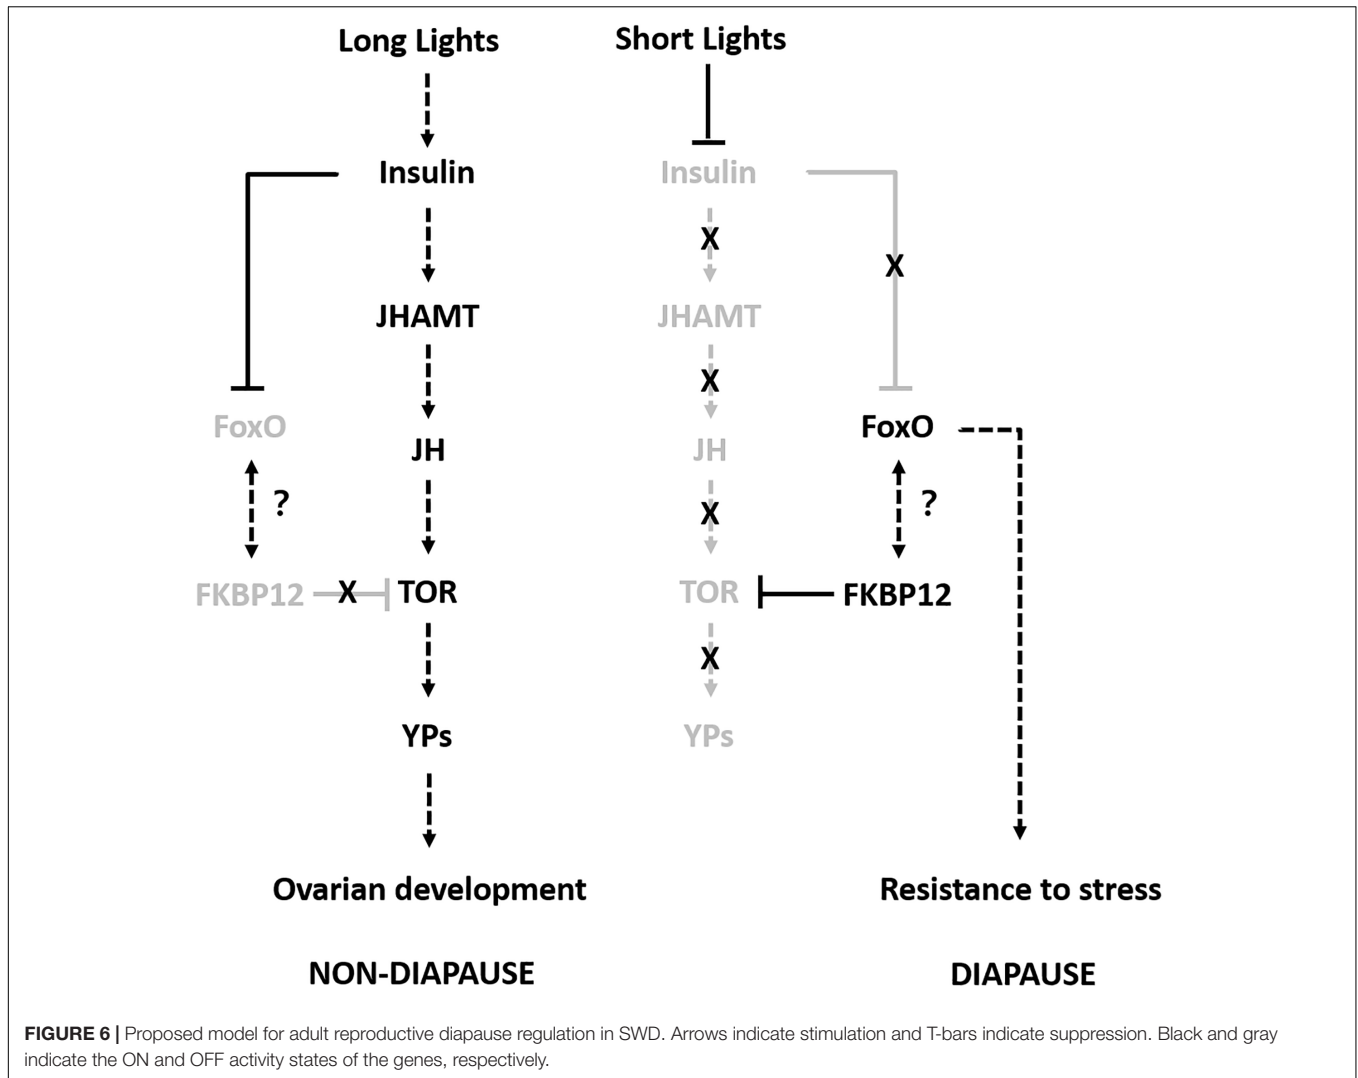 Long Lights
Short Lights
Insulin
Insulin
X
JHAMT
JHAMT
X
X
FoxO
FoxO
JH
JH
?
X
?
FKBP12
X
TOR
TOR
FKBP12
X
YPs
YPs
Ovarian development
Resistance to stress
NON-DIAPAUSE
DIAPAUSE
FIGURE 6 | Proposed model for adult reproductive diapause regulation in SWD. Arrows indicate stimulation and T-bars indicate suppression. Black and gray
indicate the ON and OFF activity states of the genes, respectively.